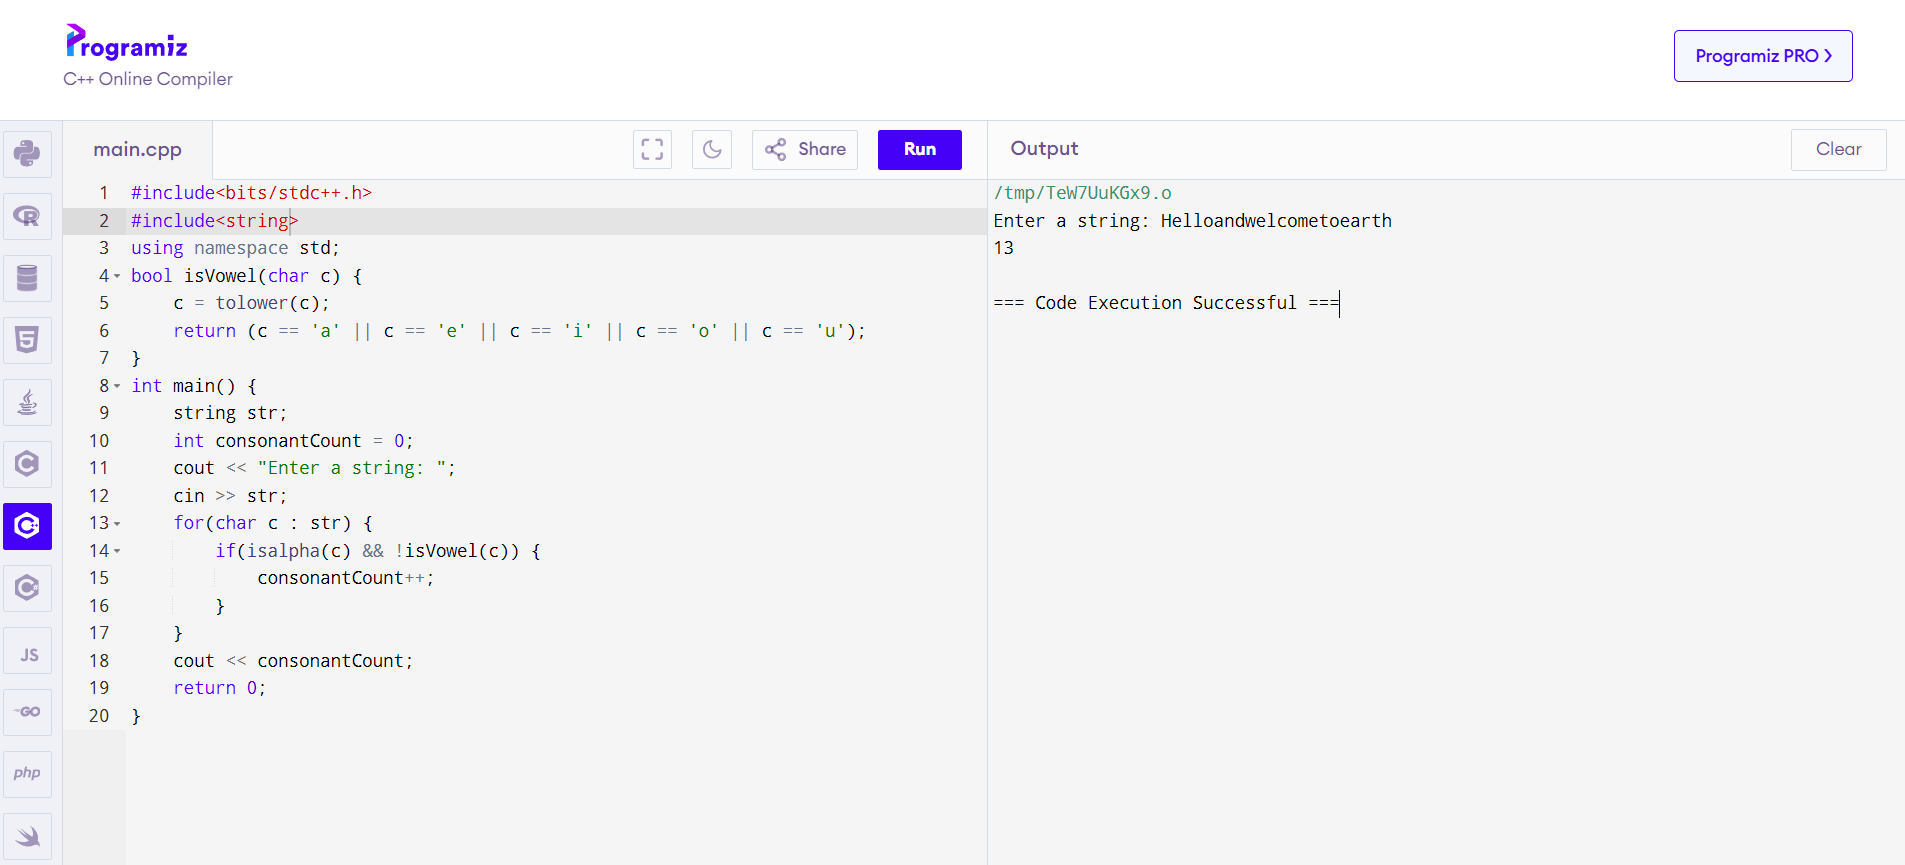 Programiz
C++ Online Compiler
Programiz PRO ❯
main.cpp
Share
Run
Output
Clear
1 #include<bits/stdc++.h>
2 #include<string>
3 using namespace std;
4 bool isVowel(char c) {
5     c = tolower(c);
6     return (c == 'a' || c == 'e' || c == 'i' || c == 'o' || c == 'u');
7 }
8 int main() {
9     string str;
10     int consonantCount = 0;
11     cout << "Enter a string: ";
12     cin >> str;
13     for(char c : str) {
14         if(isalpha(c) && !isVowel(c)) {
15             consonantCount++;
16         }
17     }
18     cout << consonantCount;
19     return 0;
20 }
/tmp/TeW7UuKGx9.o
Enter a string: Helloandwelcometoearth
13
=== Code Execution Successful ===
R
5
C
C+
C#
JS
GO
php